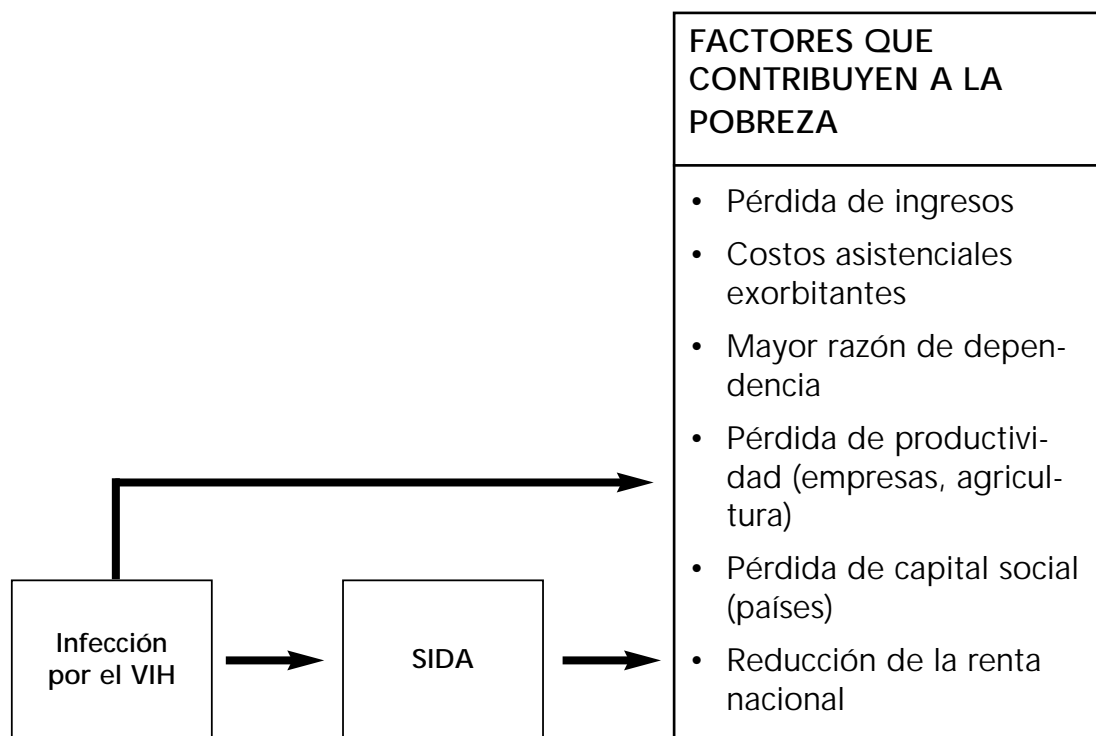 FACTORES QUE
CONTRIBUYEN A LA
POBREZA
• Pérdida de ingresos
• Costos asistenciales
exorbitantes
• Mayor razón de depen-
dencia
• Pérdida de productivi-
dad (empresas, agricul-
tura)
• Pérdida de capital social
(países)
• Reducción de la renta
nacional
Infección
por el VIH
SIDA